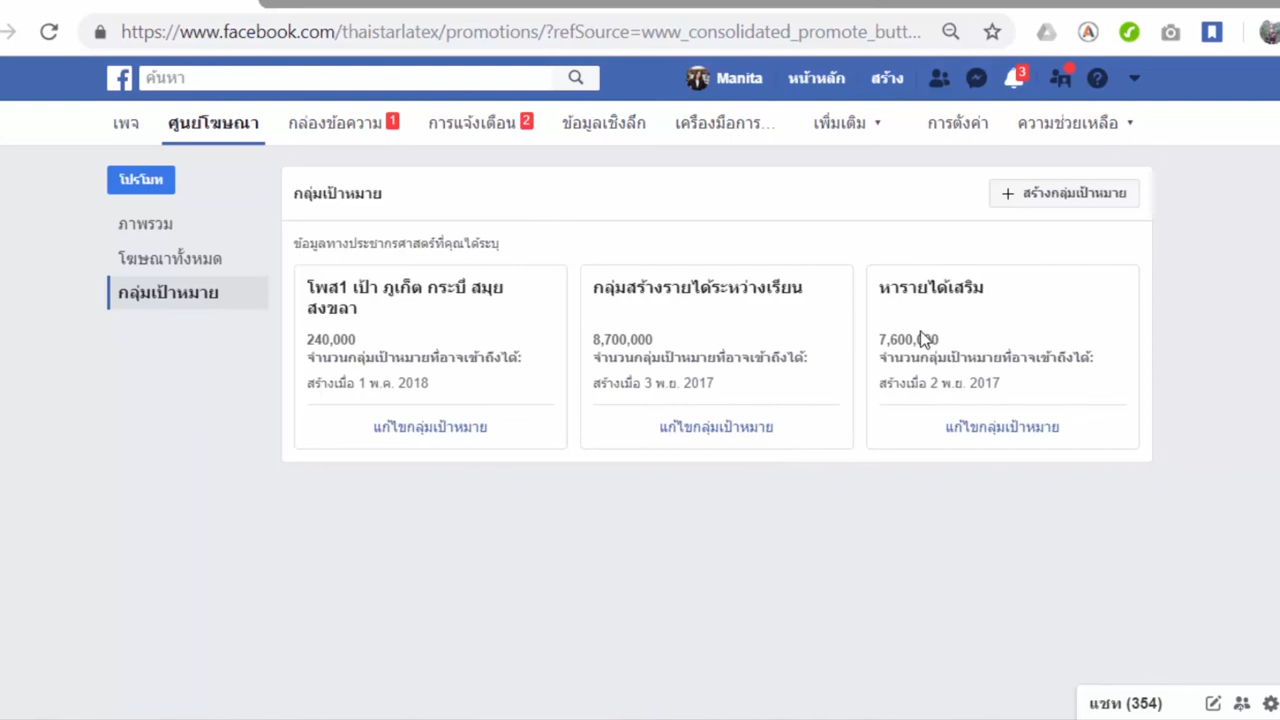 https://www.facebook.com/thaistarlatex/promotions/?refSource=www_consolidated_promote_butt...
ค้นหา
Manita
หน้าหลัก
สร้าง
3
เพจ
ศูนย์โฆษณา
กล่องข้อความ 1
การแจ้งเตือน 2
ข้อมูลเชิงลึก
เครื่องมือการ...
เพิ่มเติม
การตั้งค่า
ความช่วยเหลือ
โปรโมท
ภาพรวม
โฆษณาทั้งหมด
กลุ่มเป้าหมาย
กลุ่มเป้าหมาย
+ สร้างกลุ่มเป้าหมาย
ข้อมูลทางประชากรศาสตร์ที่คุณได้ระบุ
โพส1 เป้า ภูเก็ต กระบี่ สมุย
สงขลา
240,000
จำนวนกลุ่มเป้าหมายที่อาจเข้าถึงได้:
สร้างเมื่อ 1 พ.ค. 2018
แก้ไขกลุ่มเป้าหมาย
กลุ่มสร้างรายได้ระหว่างเรียน
8,700,000
จำนวนกลุ่มเป้าหมายที่อาจเข้าถึงได้:
สร้างเมื่อ 3 พ.ย. 2017
แก้ไขกลุ่มเป้าหมาย
หารายได้เสริม
7,600,000
จำนวนกลุ่มเป้าหมายที่อาจเข้าถึงได้:
สร้างเมื่อ 2 พ.ย. 2017
แก้ไขกลุ่มเป้าหมาย
แชท (354)